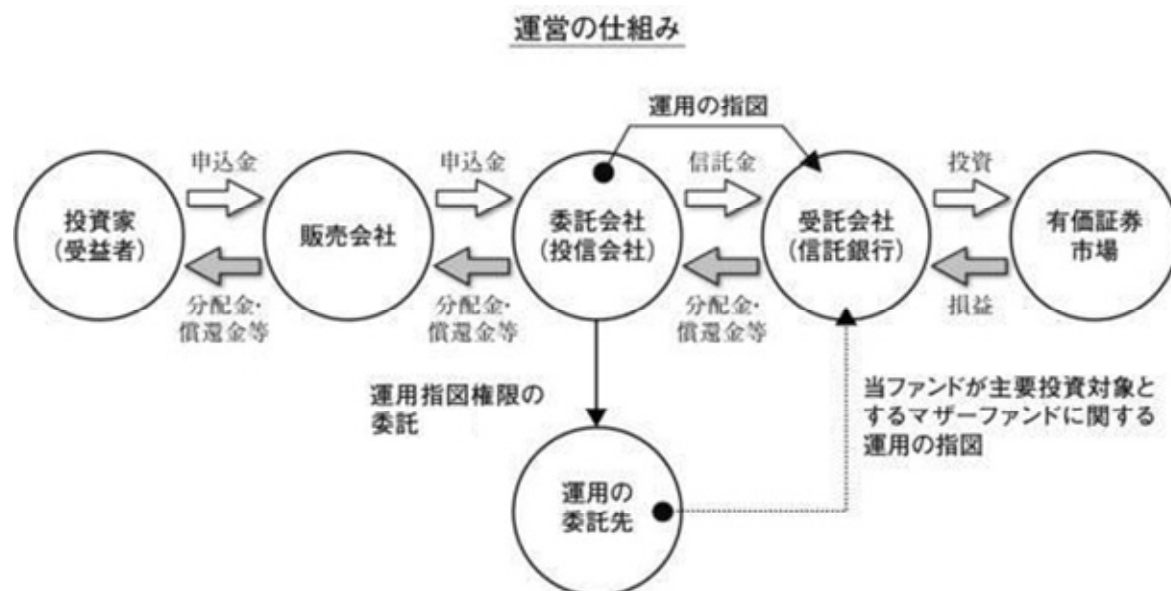 運営の仕組み
運用の指図
申込金
申込金
信託金
投資
投資家
(受益者)
販売会社
委託会社
(投信会社)
受託会社
(信託銀行)
有価証券
市場
分配金・
償還金等
分配金・
償還金等
分配金・
償還金等
損益
運用指図権限の
委託
当ファンドが主要投資対象と
するマザーファンドに関する
運用の指図
運用の
委託先